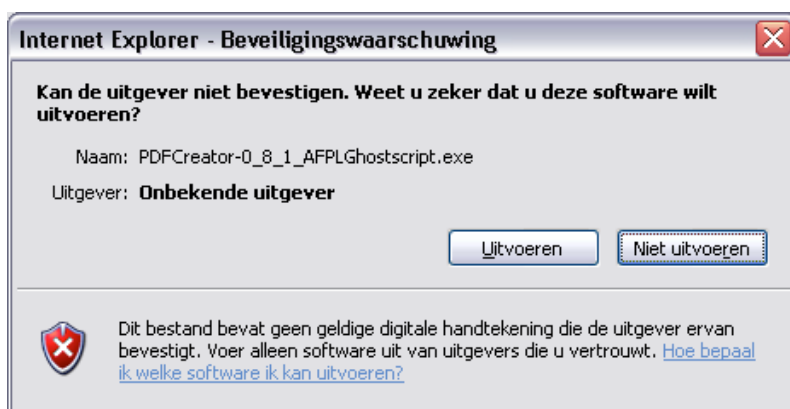 Internet Explorer - Beveiligingswaarschuwing
Kan de uitgever niet bevestigen. Weet u zeker dat u deze software wilt
uitvoeren?
Naam: PDFCreator-0_8_1_AFPLGhostscript.exe
Uitgever: Onbekende uitgever
Uitvoeren Niet uitvoeren
Dit bestand bevat geen geldige digitale handtekening die de uitgever ervan
bevestigt. Voer alleen software uit van uitgevers die u vertrouwt. Hoe bepaal
ik welke software ik kan uitvoeren?